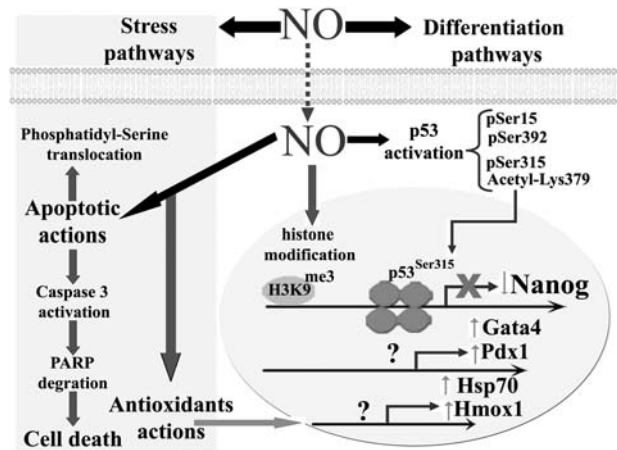 Stress
pathways
NO
Differentiation
pathways
Phosphatidyl-Serine
translocation
NO
p53
activation
pSer15
pSer392
pSer315
Acetyl-Lys379
Apoptotic
actions
histone
modification
me3
H3K9
p53Ser315
X
↓Nanog
Caspase 3
activation
↑Gata4
?
↑Pdx1
PARP
degration
↑Hsp70
?
↑Hmox1
Antioxidants
actions
Cell death